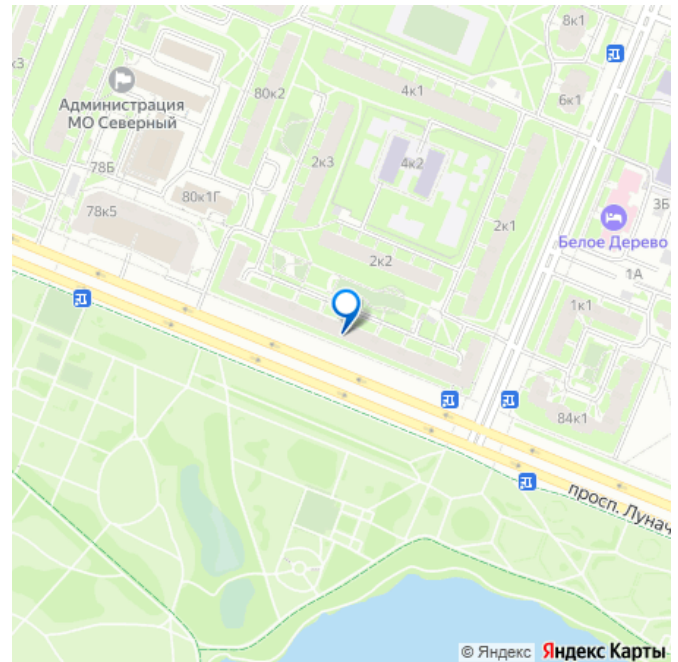 8к1
к3
Администрация
МО Северный
80к2
4к1
6к1
78Б
2к3
4к2
3Б
80к1Г
78к5
2к1
Белое Дерево
2к2
1А
1к1
84к1
просп. Лунач
© Яндекс Яндекс Карты